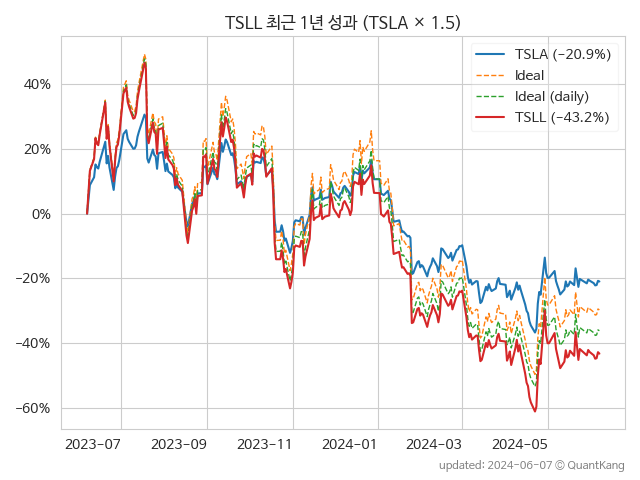 TSLL 최근 1년 성과 (TSLA × 1.5)
TSLA (−20.9%)
Ideal
Ideal (daily)
TSLL (−43.2%)
40%
20%
0%
−20%
−40%
−60%
2023-07 2023-09 2023-11 2024-01 2024-03 2024-05
updated: 2024-06-07 © QuantKang